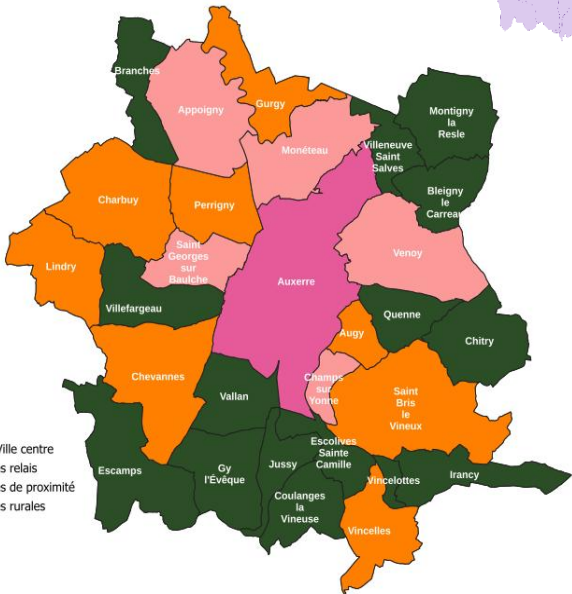 Branches
Appoigny
Gurgy
Montigny
la
Resle
Monéteau
Villeneuve
Saint
Salves
Bleigny
le
Carreau
Charbuy
Perrigny
Saint
Georges
sur
Baulche
Venoy
Lindry
Auxerre
Villefargeau
Quenne
Augy
Chitry
Chevannes
Champs
sur
Yonne
Vallan
Saint
Bris
le
Vineux
Ville centre
s relais
s de proximité
s rurales
Escamps
Gy
l'Évêque
Jussy
Escolives
Sainte
Camille
Coulanges
la
Vineuse
Vincelottes
Irancy
Vincelles